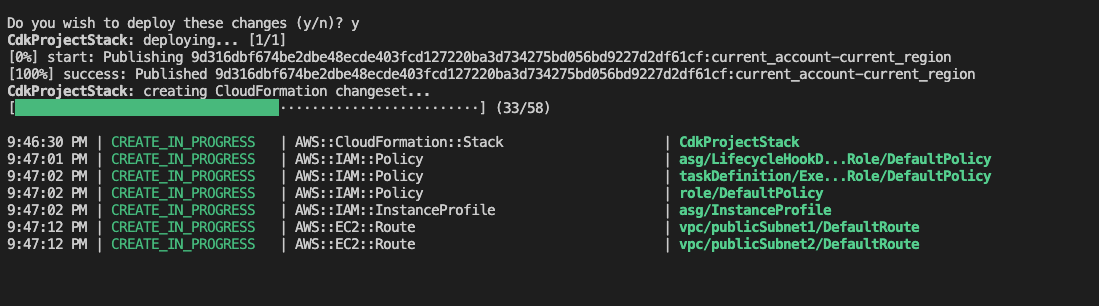 Do you wish to deploy these changes (y/n)? y
CdkProjectStack: deploying... [1/1]
[0%] start: Publishing 9d316dbf674be2dbe48ecde403fcd127220ba3d734275bd056bd9227d2df61cf:current_account-current_region
[100%] success: Published 9d316dbf674be2dbe48ecde403fcd127220ba3d734275bd056bd9227d2df61cf:current_account-current_region
CdkProjectStack: creating CloudFormation changeset...
[█████████████████████████████████·························] (33/58)
9:46:30 PM | CREATE_IN_PROGRESS | AWS::CloudFormation::Stack | CdkProjectStack
9:47:01 PM | CREATE_IN_PROGRESS | AWS::IAM::Policy | asg/LifecycleHookD...Role/DefaultPolicy
9:47:02 PM | CREATE_IN_PROGRESS | AWS::IAM::Policy | taskDefinition/Exe...Role/DefaultPolicy
9:47:02 PM | CREATE_IN_PROGRESS | AWS::IAM::Policy | role/DefaultPolicy
9:47:02 PM | CREATE_IN_PROGRESS | AWS::IAM::InstanceProfile | asg/InstanceProfile
9:47:12 PM | CREATE_IN_PROGRESS | AWS::EC2::Route | vpc/publicSubnet1/DefaultRoute
9:47:12 PM | CREATE_IN_PROGRESS | AWS::EC2::Route | vpc/publicSubnet2/DefaultRoute